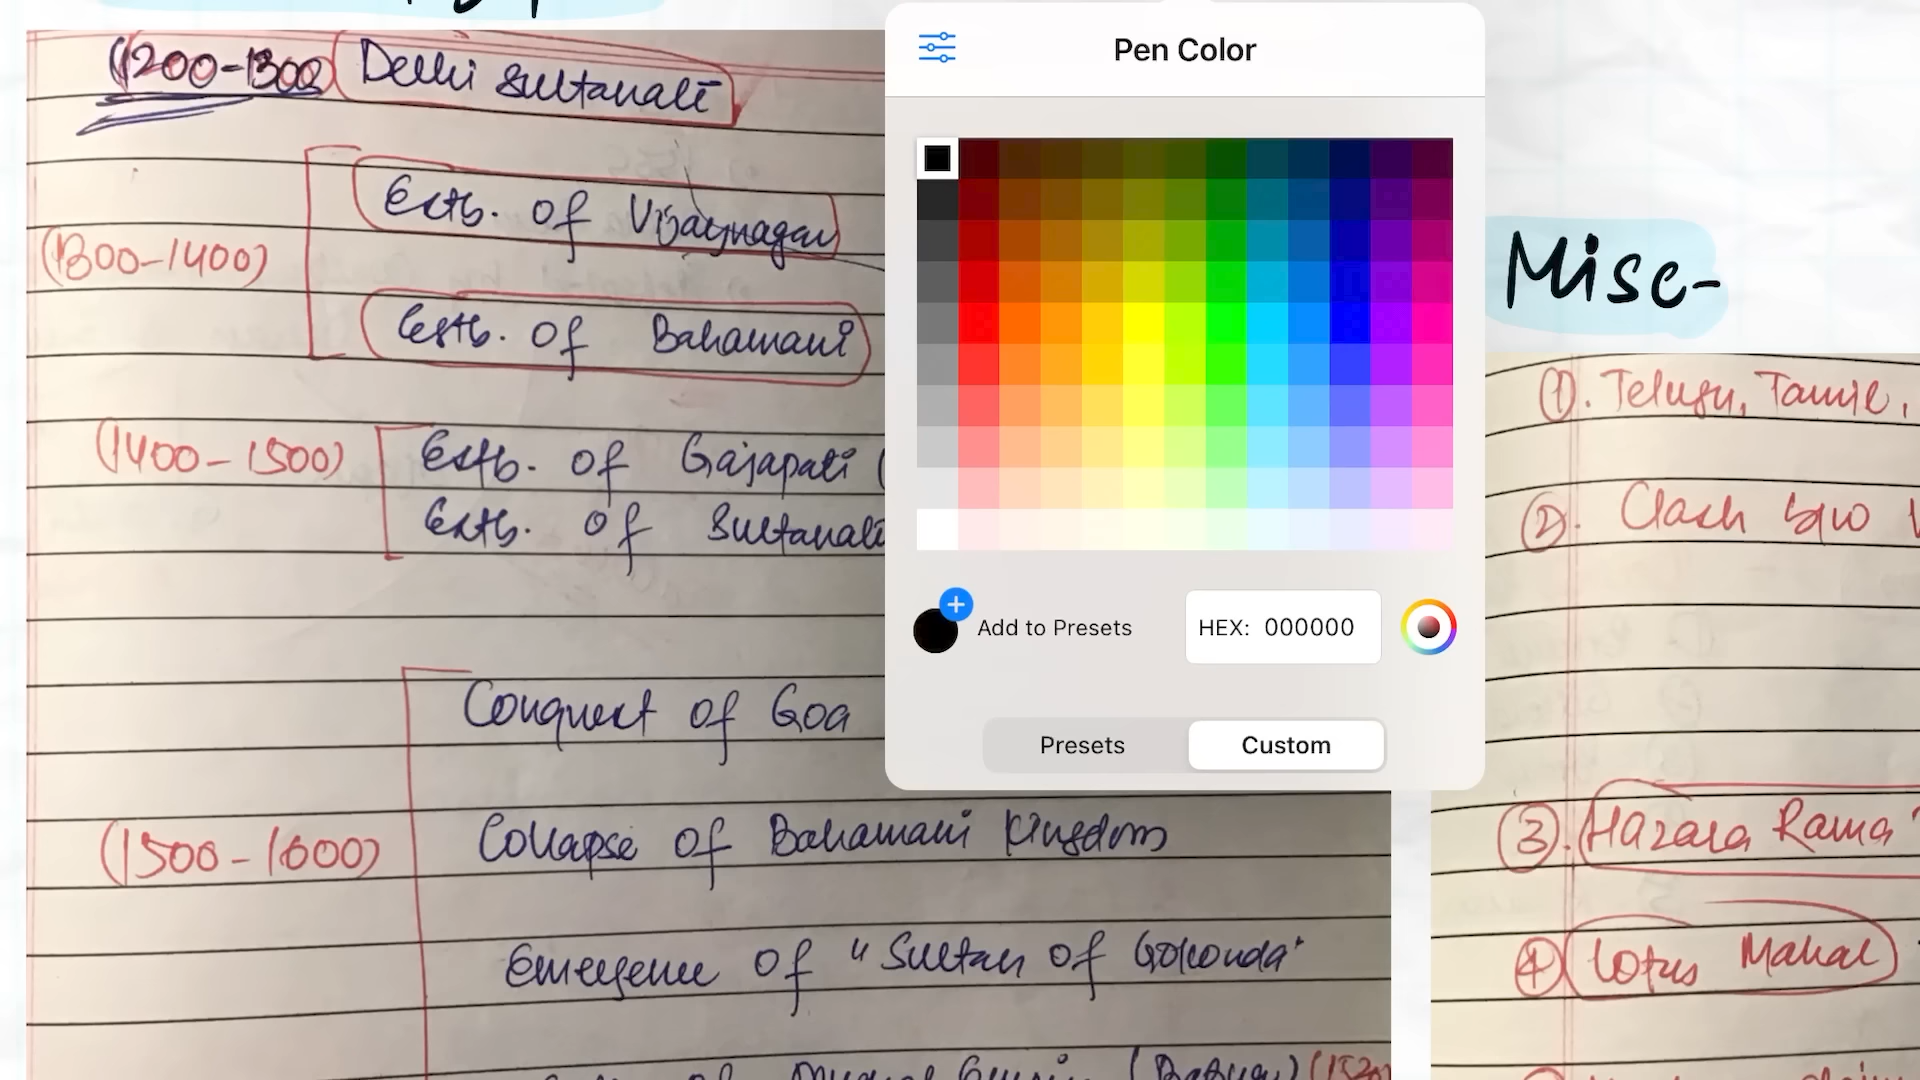 (1200-1300) Delhi Sultanate
Estb. of Vijaynagar
(1300-1400)
Estb. of Bahamani
(1400-1500)
Estb. of Gajapati (
Estb. of Sultanate
Conquest of Goa
(1500-1600)
Collapse of Bahamani Kingdom
Emergence of "Sultan of Golconda"
Pen Color
Add to Presets
HEX: 000000
Presets
Custom
Misc-
①. Telugu, Tamil,
②. Clash b/w
③. Hazara Rama
④ Lotus Mahal